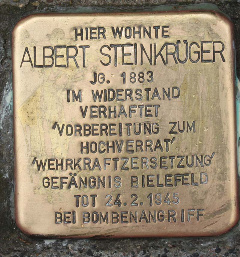 HIER WOHNTE
ALBERT STEINKRÜGER
JG. 1883
IM WIDERSTAND
VERHAFTET
'VORBEREITUNG ZUM
HOCHVERRAT'
'WEHRKRAFTZERSETZUNG'
GEFÄNGNIS BIELEFELD
TOT 24.2.1945
BEI BOMBENANGRIFF